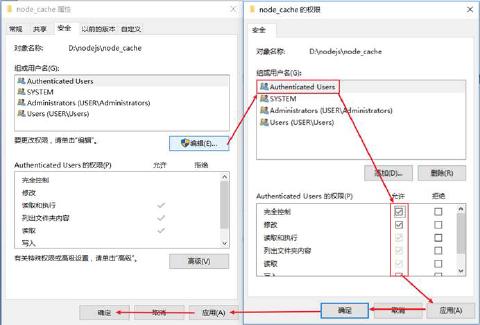 node_cache 属性
常规 共享 安全 以前的版本 自定义
对象名称: D:\nodejs\node_cache
组或用户名(G):
Authenticated Users
SYSTEM
Administrators (USER\Administrators)
Users (USER\Users)
要更改权限，请单击"编辑"。 编辑(E)...
Authenticated Users 的权限(P) 允许 拒绝
完全控制
修改
读取和执行
列出文件夹内容
读取
写入
有关特殊权限或高级设置，请单击"高级"。 高级(V)
确定 取消 应用(A)
node_cache 的权限
安全
对象名称: D:\nodejs\node_cache
组或用户名(G):
Authenticated Users
SYSTEM
Administrators (USER\Administrators)
Users (USER\Users)
添加(D)... 删除(R)
Authenticated Users 的权限(P) 允许 拒绝
完全控制
修改
读取和执行
列出文件夹内容
读取
写入
确定 取消 应用(A)